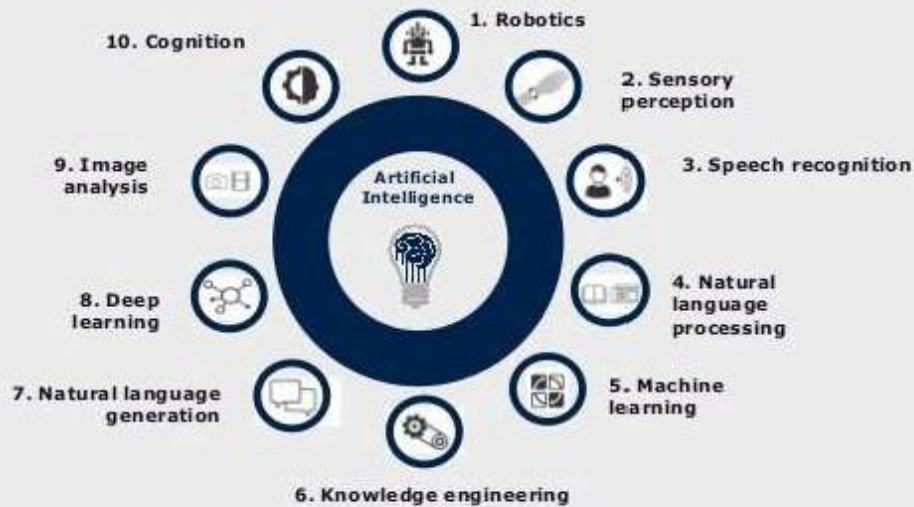 1. Robotics
2. Sensory
perception
3. Speech recognition
4. Natural
language
processing
5. Machine
learning
6. Knowledge engineering
7. Natural language
generation
8. Deep
learning
9. Image
analysis
10. Cognition
Artificial
Intelligence